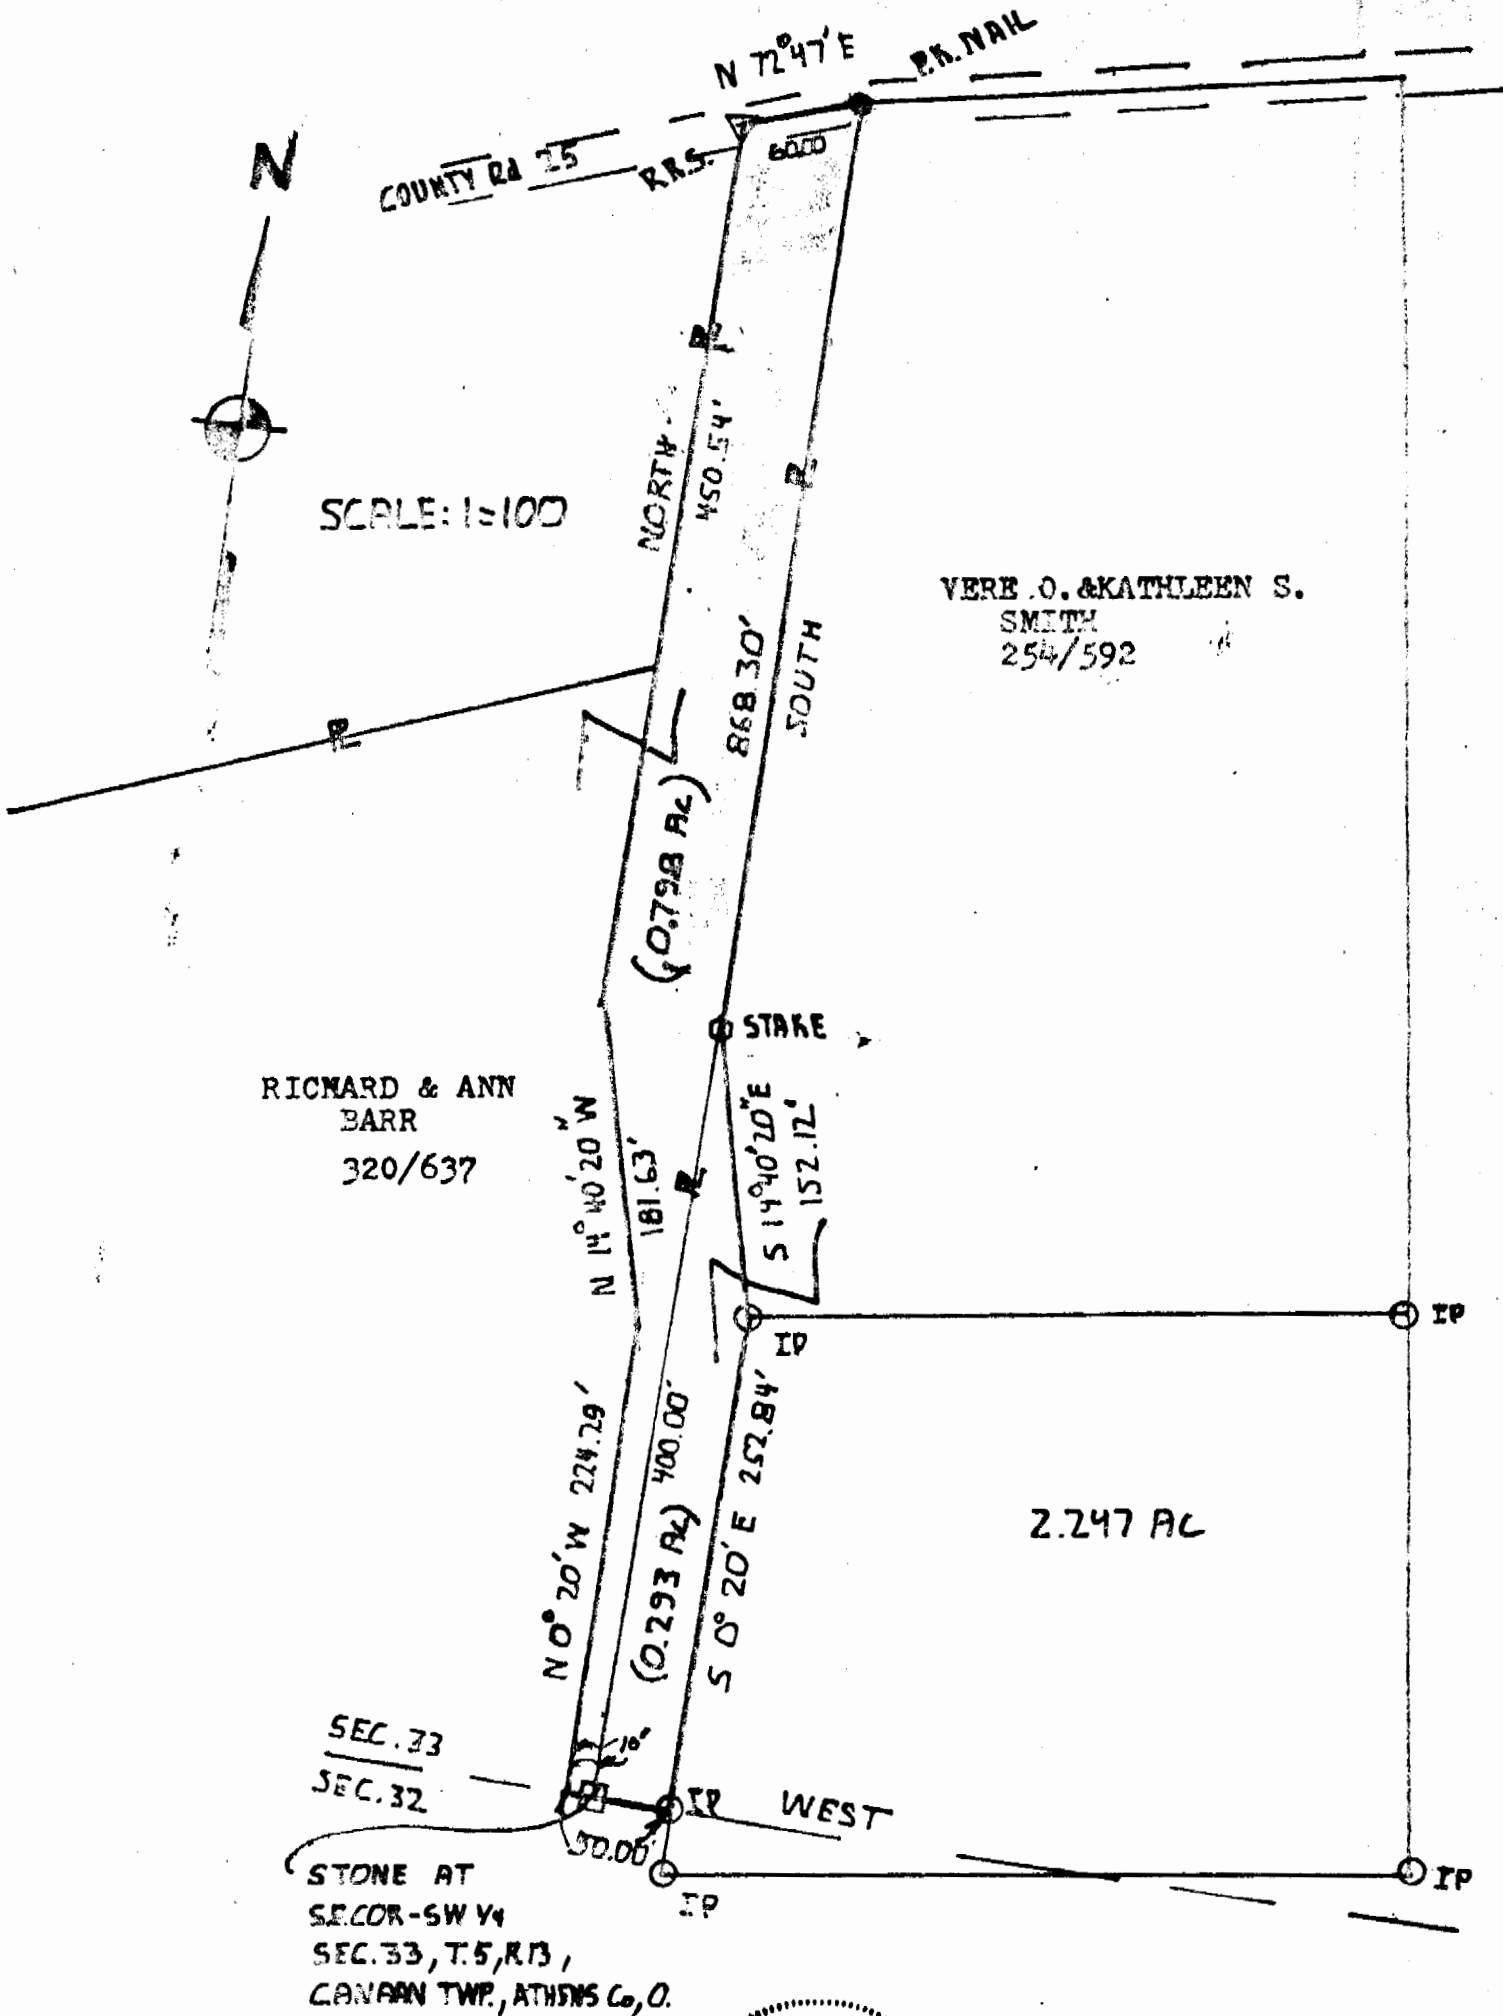 N 72°47' E
P.K. NAIL
N
COUNTY Rd 25
R.R.S.
60.00
PL
NORTH
450.54'
PL
SCALE: 1=100
VERE O. &KATHLEEN S.
SMITH
254/592
868.30'
SOUTH
PL
(0.798 Ac)
STAKE
RICHARD & ANN
BARR
320/637
N 14° 40' 20" W
181.63'
PL
S 14°40'20" E
152.12'
IP
IP
N 0° 20' W 224.29'
400.00'
(0.293 Ac)
S 0° 20' E 252.84'
2.247 AC
SEC. 33
SEC. 32
10'
IP
WEST
50.00'
IP
IP
STONE AT
S.E.COR-SW 1/4
SEC. 33, T.5, R.13,
CANAAN TWP., ATHENS Co, O.